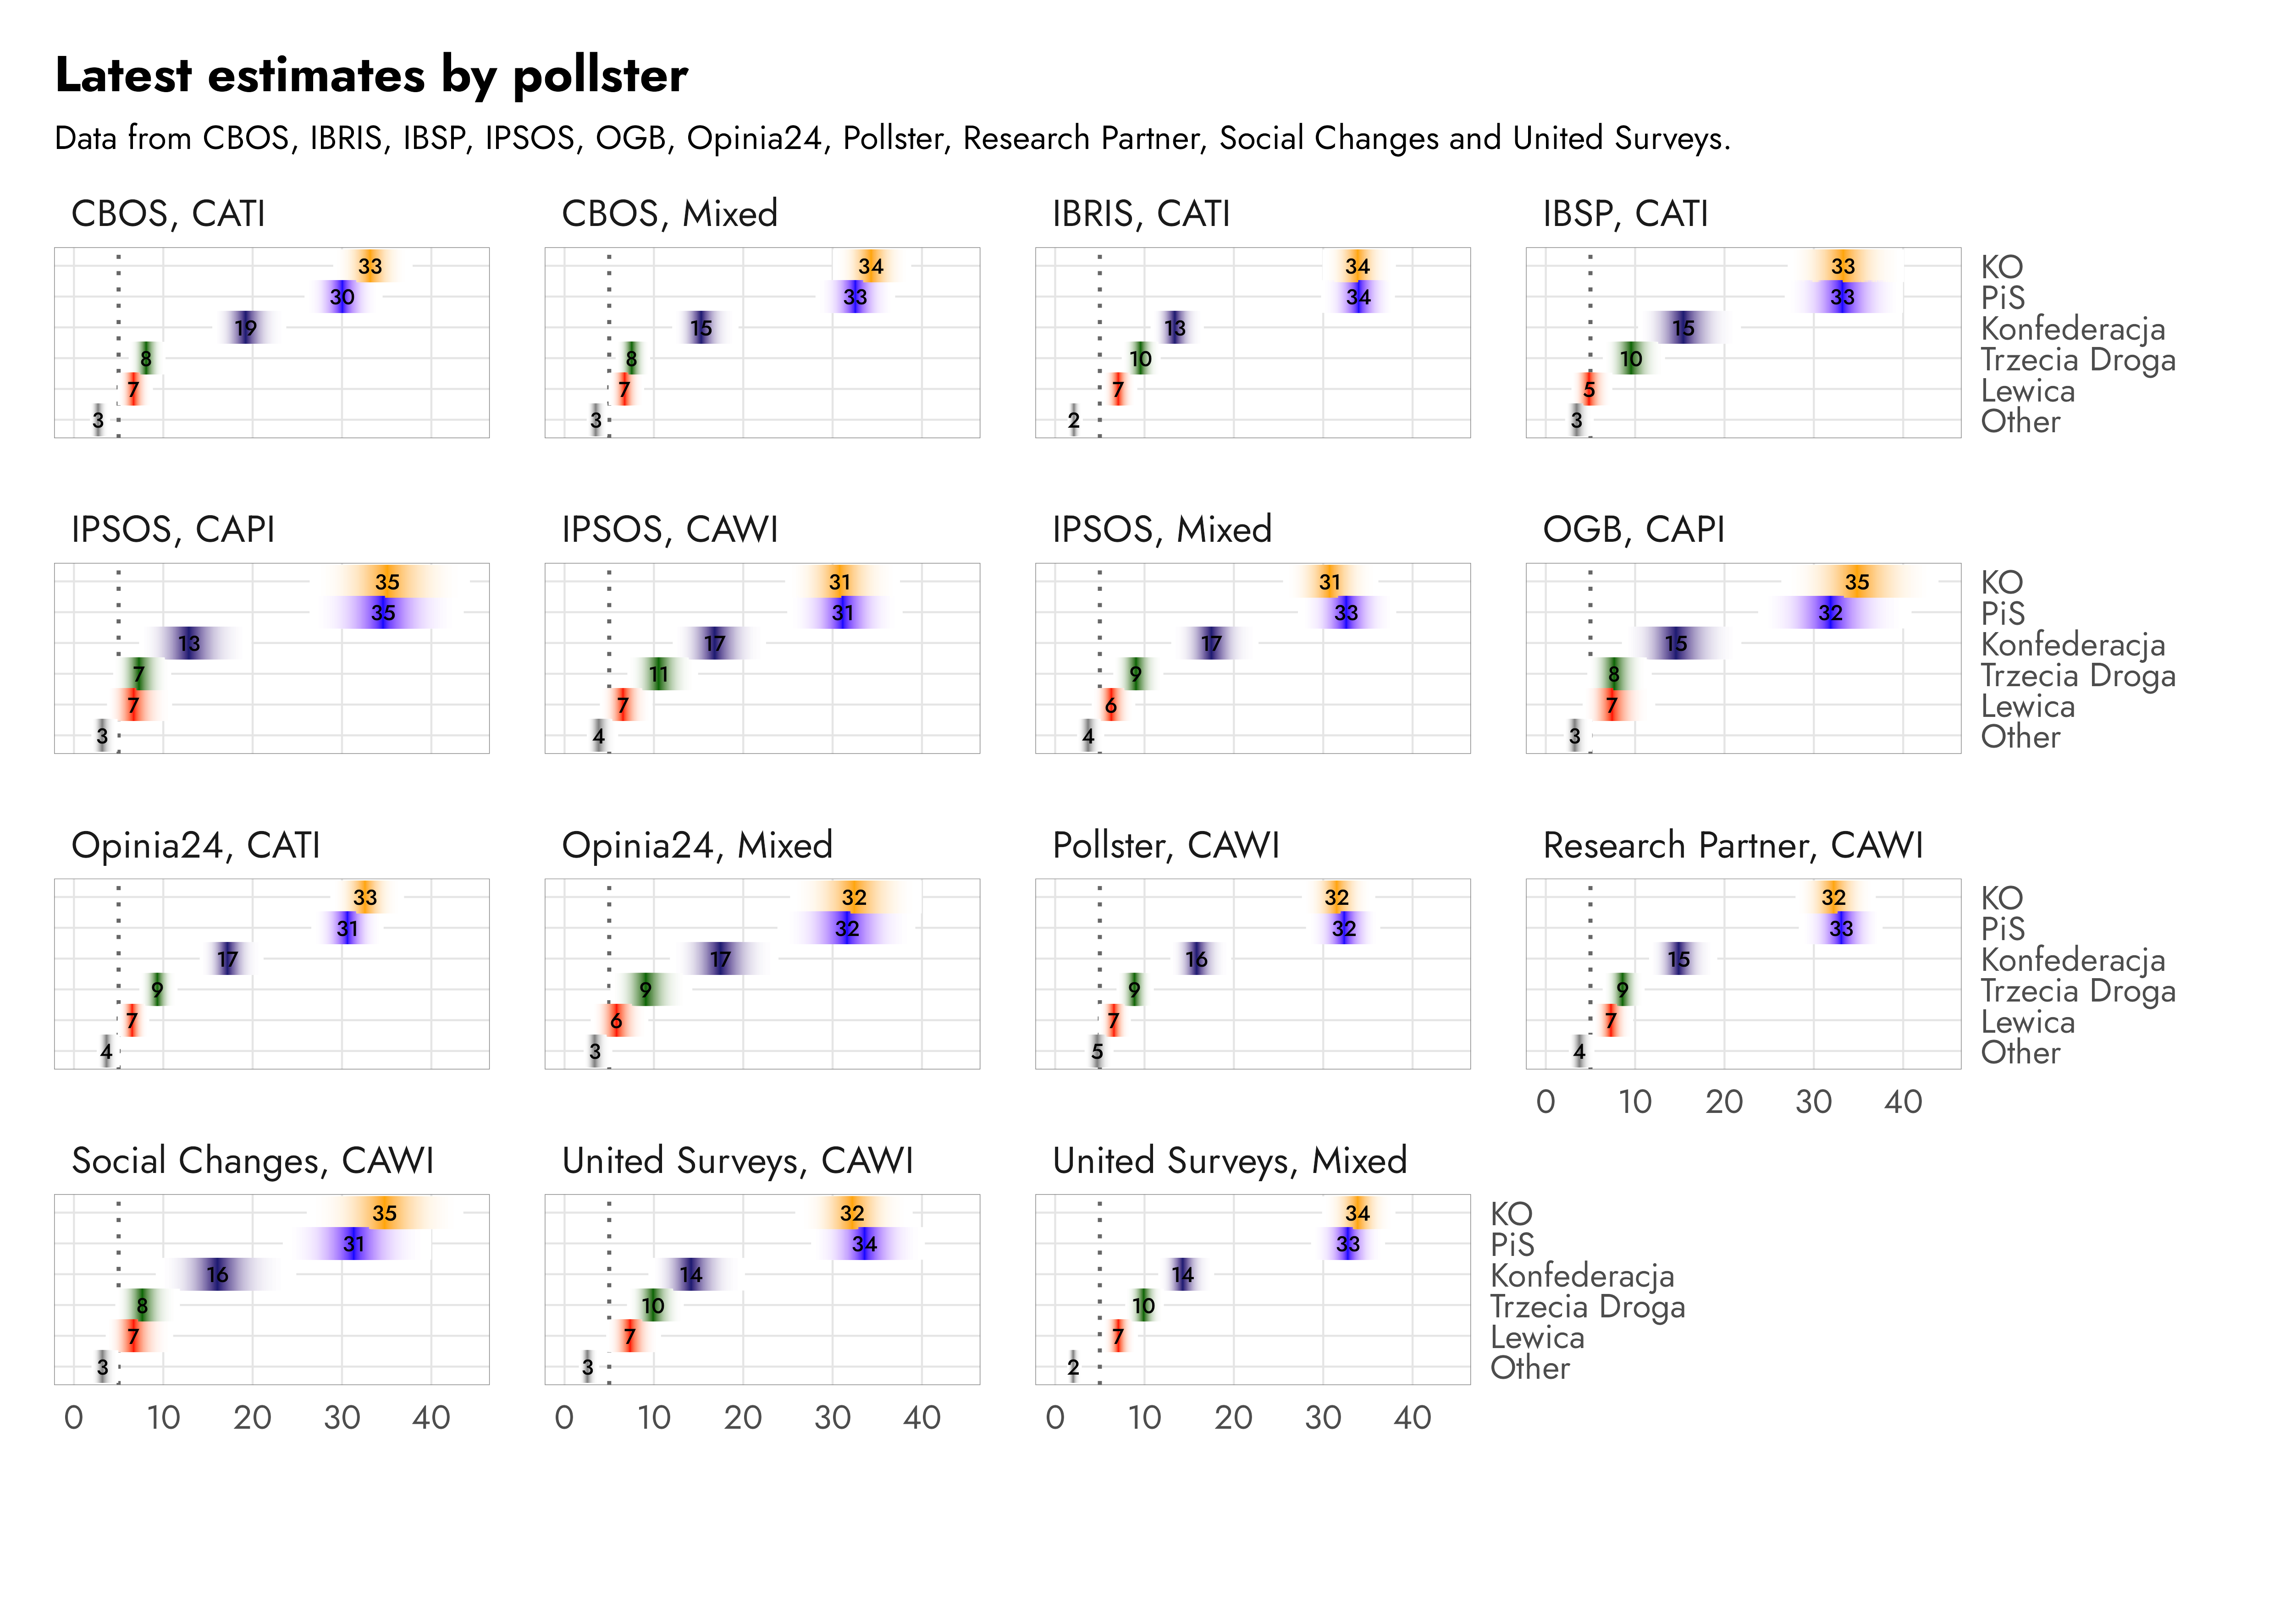 Latest estimates by pollster
Data from CBOS, IBRIS, IBSP, IPSOS, OGB, Opinia24, Pollster, Research Partner, Social Changes and United Surveys.
CBOS, CATI
33
30
19
8
7
3
CBOS, Mixed
34
33
15
8
7
3
IBRIS, CATI
34
34
13
10
7
2
IBSP, CATI
33
33
15
10
5
3
KO
PiS
Konfederacja
Trzecia Droga
Lewica
Other
IPSOS, CAPI
35
35
13
7
7
3
IPSOS, CAWI
31
31
17
11
7
4
IPSOS, Mixed
31
33
17
9
6
4
OGB, CAPI
35
32
15
8
7
3
KO
PiS
Konfederacja
Trzecia Droga
Lewica
Other
Opinia24, CATI
33
31
17
9
7
4
Opinia24, Mixed
32
32
17
9
6
3
Pollster, CAWI
32
32
16
9
7
5
Research Partner, CAWI
32
33
15
9
7
4
KO
PiS
Konfederacja
Trzecia Droga
Lewica
Other
0 10 20 30 40
Social Changes, CAWI
35
31
16
8
7
3
0 10 20 30 40
United Surveys, CAWI
32
34
14
10
7
3
0 10 20 30 40
United Surveys, Mixed
34
33
14
10
7
2
KO
PiS
Konfederacja
Trzecia Droga
Lewica
Other
0 10 20 30 40